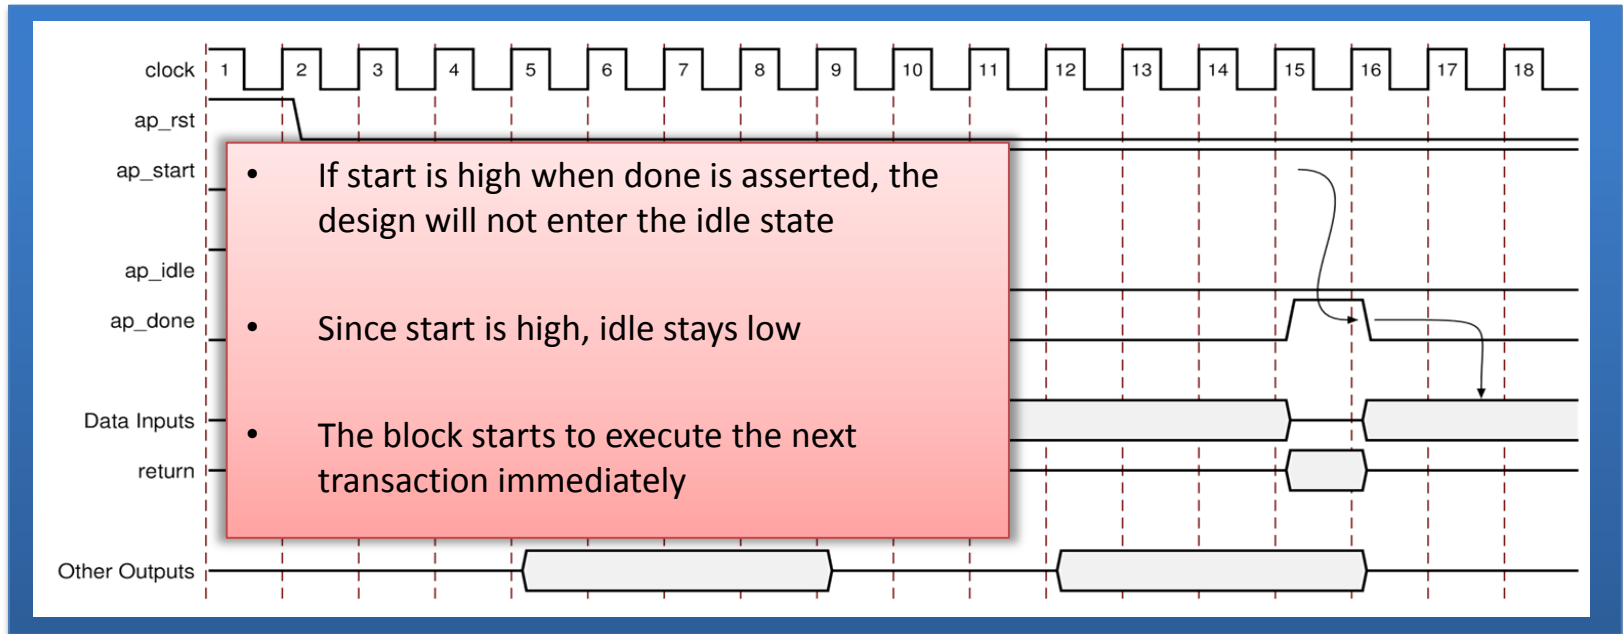 clock 1 2 3 4 5 6 7 8 9 10 11 12 13 14 15 16 17 18
ap_rst
ap_start
• If start is high when done is asserted, the
design will not enter the idle state
ap_idle
ap_done
• Since start is high, idle stays low
Data Inputs
• The block starts to execute the next
return
transaction immediately
Other Outputs